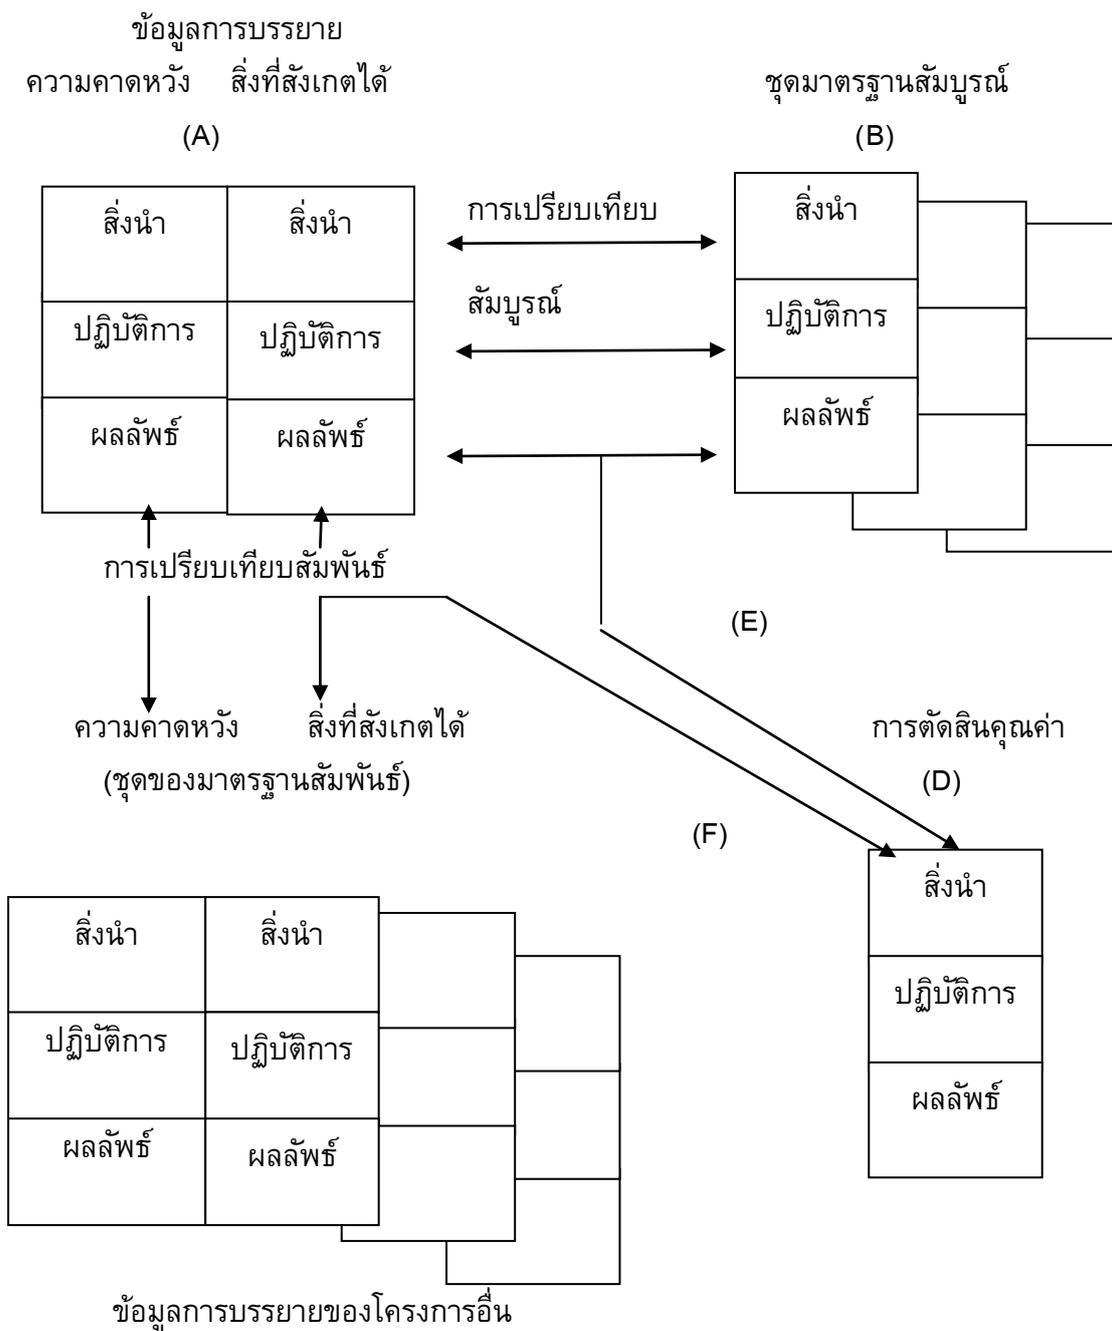 ข้อมูลการบรรยาย
ความคาดหวัง สิ่งที่สังเกตได้
(A)
ชุดมาตรฐานสัมบูรณ์
(B)
สิ่งนำ สิ่งนำ
ปฏิบัติการ ปฏิบัติการ
ผลลัพธ์ ผลลัพธ์
การเปรียบเทียบ
สัมบูรณ์
สิ่งนำ
ปฏิบัติการ
ผลลัพธ์
การเปรียบเทียบสัมพันธ์
(E)
ความคาดหวัง สิ่งที่สังเกตได้
(ชุดของมาตรฐานสัมพันธ์)
การตัดสินคุณค่า
(D)
(F)
สิ่งนำ
ปฏิบัติการ
ผลลัพธ์
สิ่งนำ สิ่งนำ
ปฏิบัติการ ปฏิบัติการ
ผลลัพธ์ ผลลัพธ์
ข้อมูลการบรรยายของโครงการอื่น